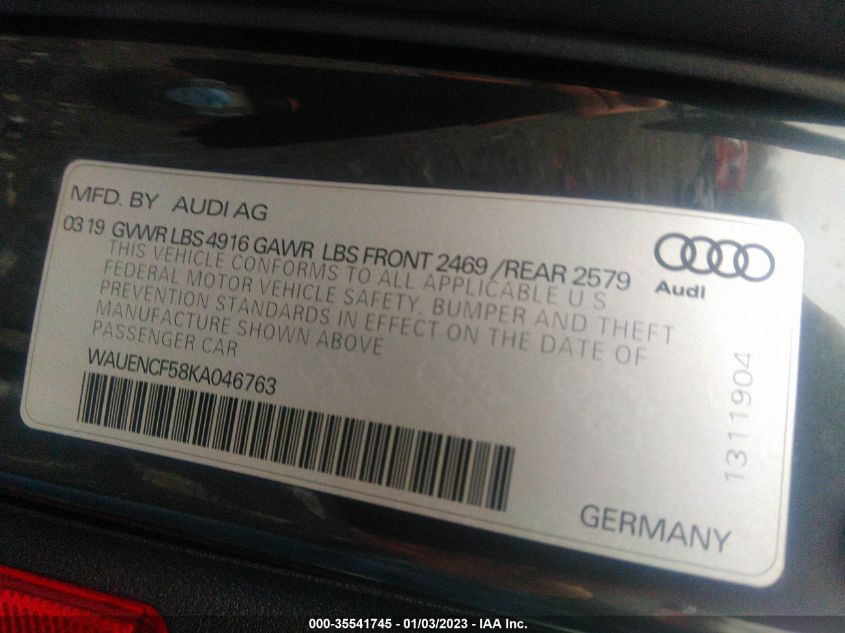 MFD. BY AUDI AG
0319 GVWR LBS 4916 GAWR LBS FRONT 2469 /REAR 2579
THIS VEHICLE CONFORMS TO ALL APPLICABLE U S
FEDERAL MOTOR VEHICLE SAFETY, BUMPER AND THEFT
PREVENTION STANDARDS IN EFFECT ON THE DATE OF
MANUFACTURE SHOWN ABOVE
PASSENGER CAR
WAUENCF58KA046763
Audi
1311904
GERMANY
000-35541745 - 01/03/2023 - IAA Inc.